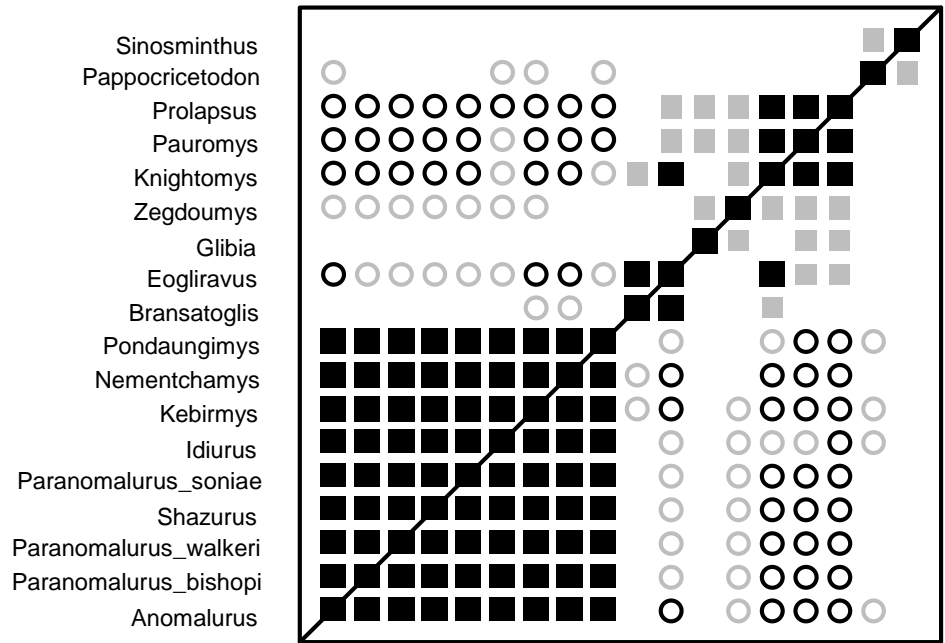 Sinosminthus
Pappocricetodon
Prolapsus
Pauromys
Knightomys
Zegdoumys
Glibia
Eogliravus
Bransatoglis
Pondaungimys
Nementchamys
Kebirmys
Idiurus
Paranomalurus_soniae
Shazurus
Paranomalurus_walkeri
Paranomalurus_bishopi
Anomalurus